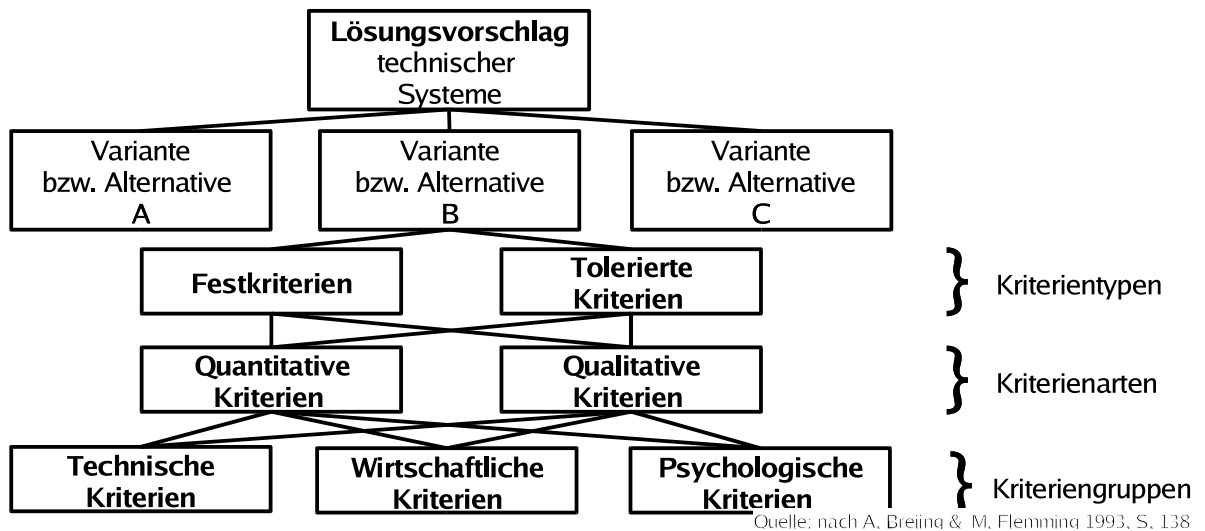 Lösungsvorschlag
technischer
Systeme
Variante
bzw. Alternative
A
Variante
bzw. Alternative
B
Variante
bzw. Alternative
C
Festkriterien
Tolerierte
Kriterien
} Kriterientypen
Quantitative
Kriterien
Qualitative
Kriterien
} Kriterienarten
Technische
Kriterien
Wirtschaftliche
Kriterien
Psychologische
Kriterien
} Kriteriengruppen
Quelle: nach A. Breiing & M. Flemming 1993, S. 138